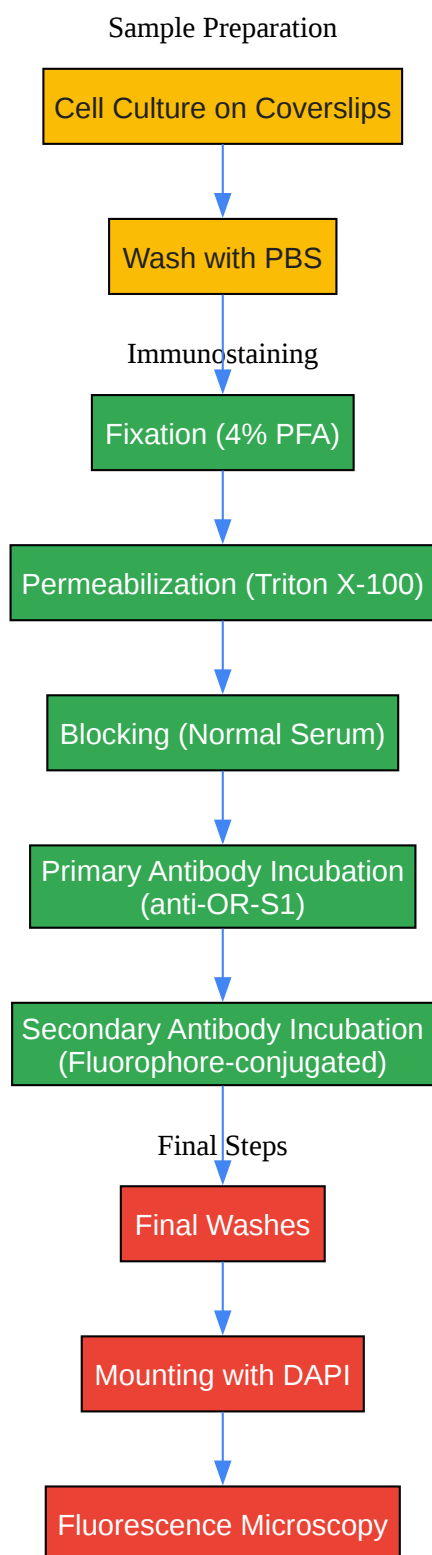 Sample Preparation
Cell Culture on Coverslips
Wash with PBS
Immunostaining
Fixation (4% PFA)
Permeabilization (Triton X-100)
Blocking (Normal Serum)
Primary Antibody Incubation
(anti-OR-S1)
Secondary Antibody Incubation
(Fluorophore-conjugated)
Final Steps
Final Washes
Mounting with DAPI
Fluorescence Microscopy